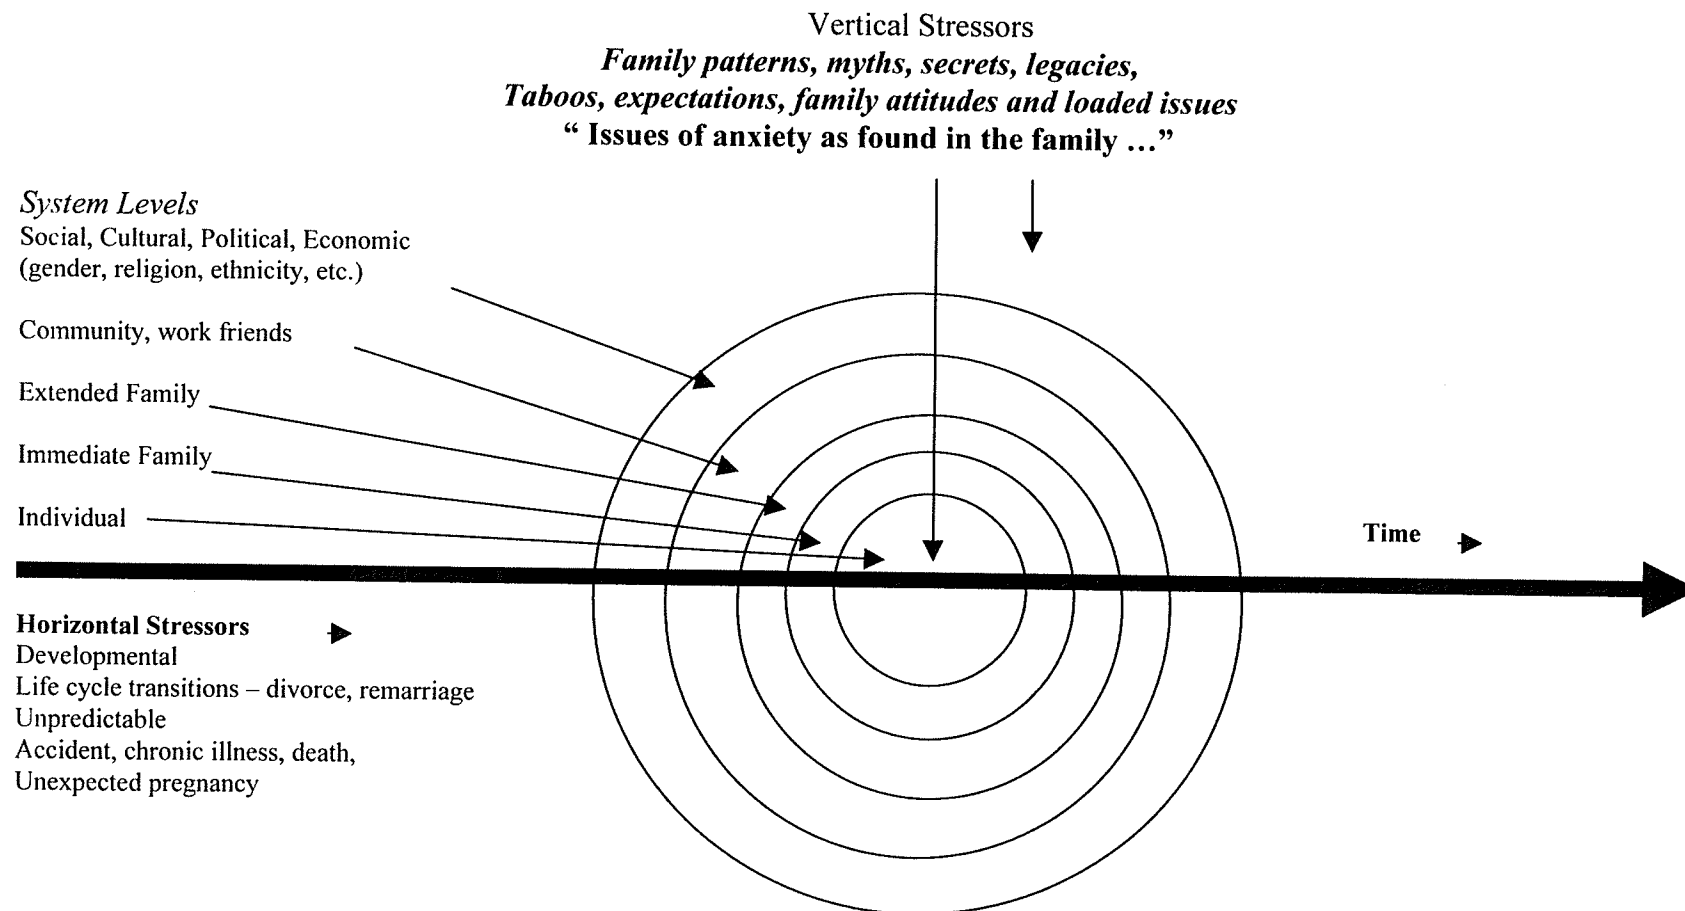 Vertical Stressors
Family patterns, myths, secrets, legacies,
Taboos, expectations, family attitudes and loaded issues
“ Issues of anxiety as found in the family ...”
System Levels
Social, Cultural, Political, Economic
(gender, religion, ethnicity, etc.)
Community, work friends
Extended Family
Immediate Family
Individual
Time
Horizontal Stressors
Developmental
Life cycle transitions – divorce, remarriage
Unpredictable
Accident, chronic illness, death,
Unexpected pregnancy